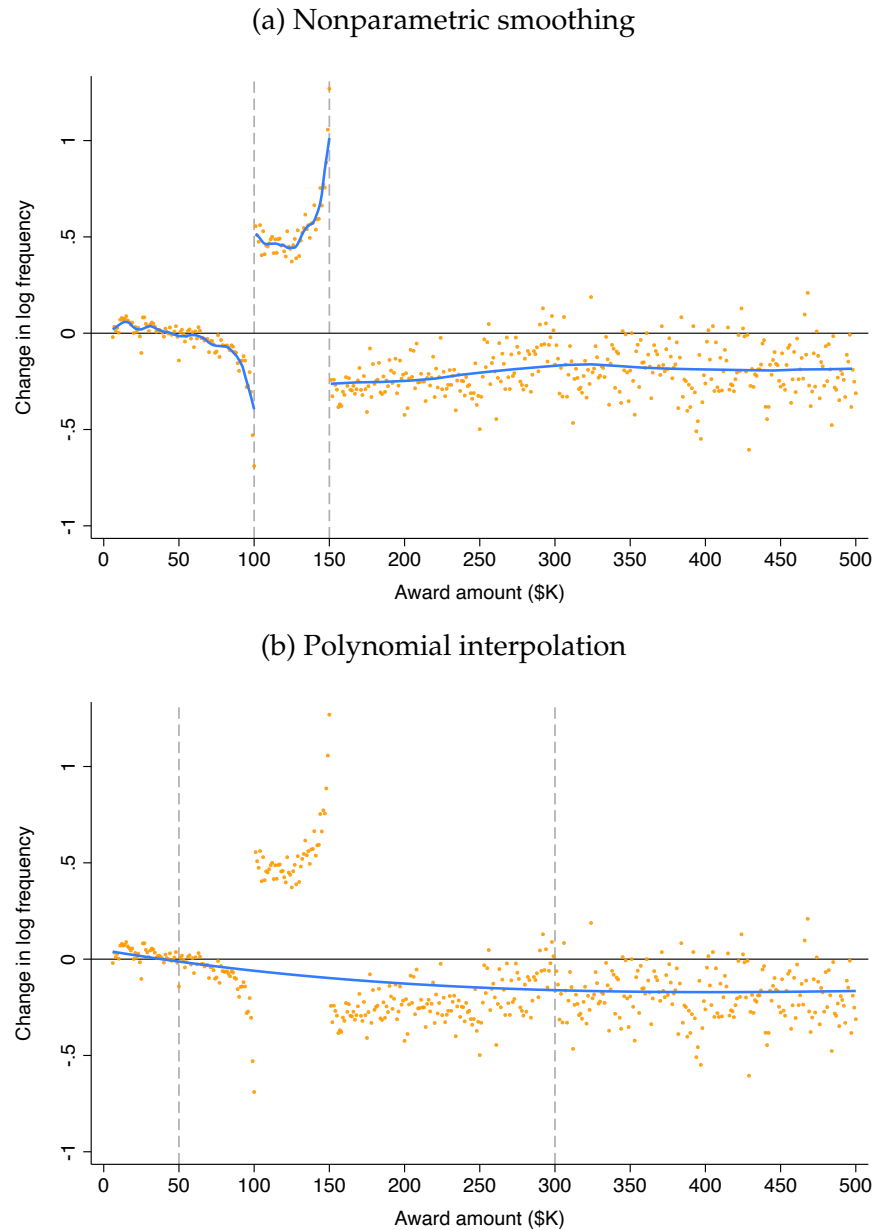 (a) Nonparametric smoothing
Change in log frequency
1
.5
0
-.5
-1
0 50 100 150 200 250 300 350 400 450 500
Award amount ($K)
(b) Polynomial interpolation
Change in log frequency
1
.5
0
-.5
-1
0 50 100 150 200 250 300 350 400 450 500
Award amount ($K)